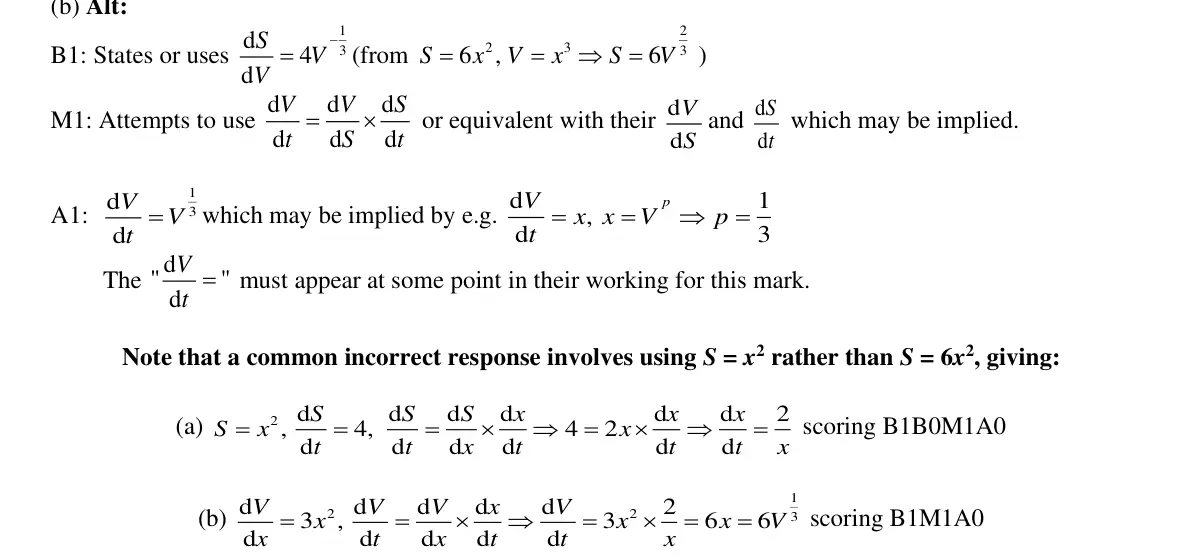 (b) Alt:
B1: States or uses dS/dV = 4V^(-1/3) (from S = 6x², V = x³ ⇒ S = 6V^(2/3) )
M1: Attempts to use dV/dt = dV/dS × dS/dt or equivalent with their dV/dS and dS/dt which may be implied.
A1: dV/dt = V^(1/3) which may be implied by e.g. dV/dt = x, x = V^p ⇒ p = 1/3
The "dV/dt =" must appear at some point in their working for this mark.
Note that a common incorrect response involves using S = x² rather than S = 6x², giving:
(a) S = x², dS/dt = 4, dS/dt = dS/dx × dx/dt ⇒ 4 = 2x × dx/dt ⇒ dx/dt = 2/x scoring B1B0M1A0
(b) dV/dx = 3x², dV/dt = dV/dx × dx/dt ⇒ dV/dt = 3x² × 2/x = 6x = 6V^(1/3) scoring B1M1A0